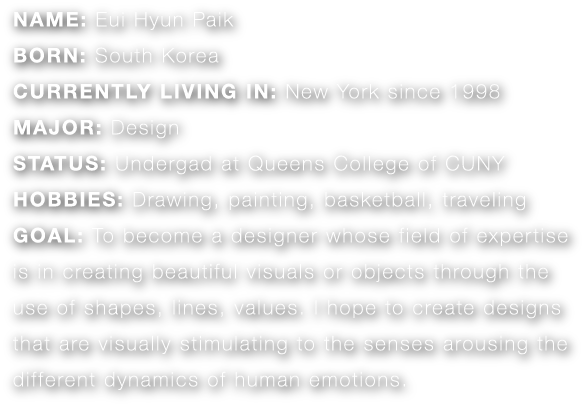 NAME: Eui Hyun Paik
BORN: South Korea
CURRENTLY LIVING IN: New York since 1998
MAJOR: Design
STATUS: Undergad at Queens College of CUNY
HOBBIES: Drawing, painting, basketball, traveling
GOAL: To become a designer whose field of expertise
is in creating beautiful visuals or objects through the
use of shapes, lines, values. I hope to create designs
that are visually stimulating to the senses arousing the
different dynamics of human emotions.